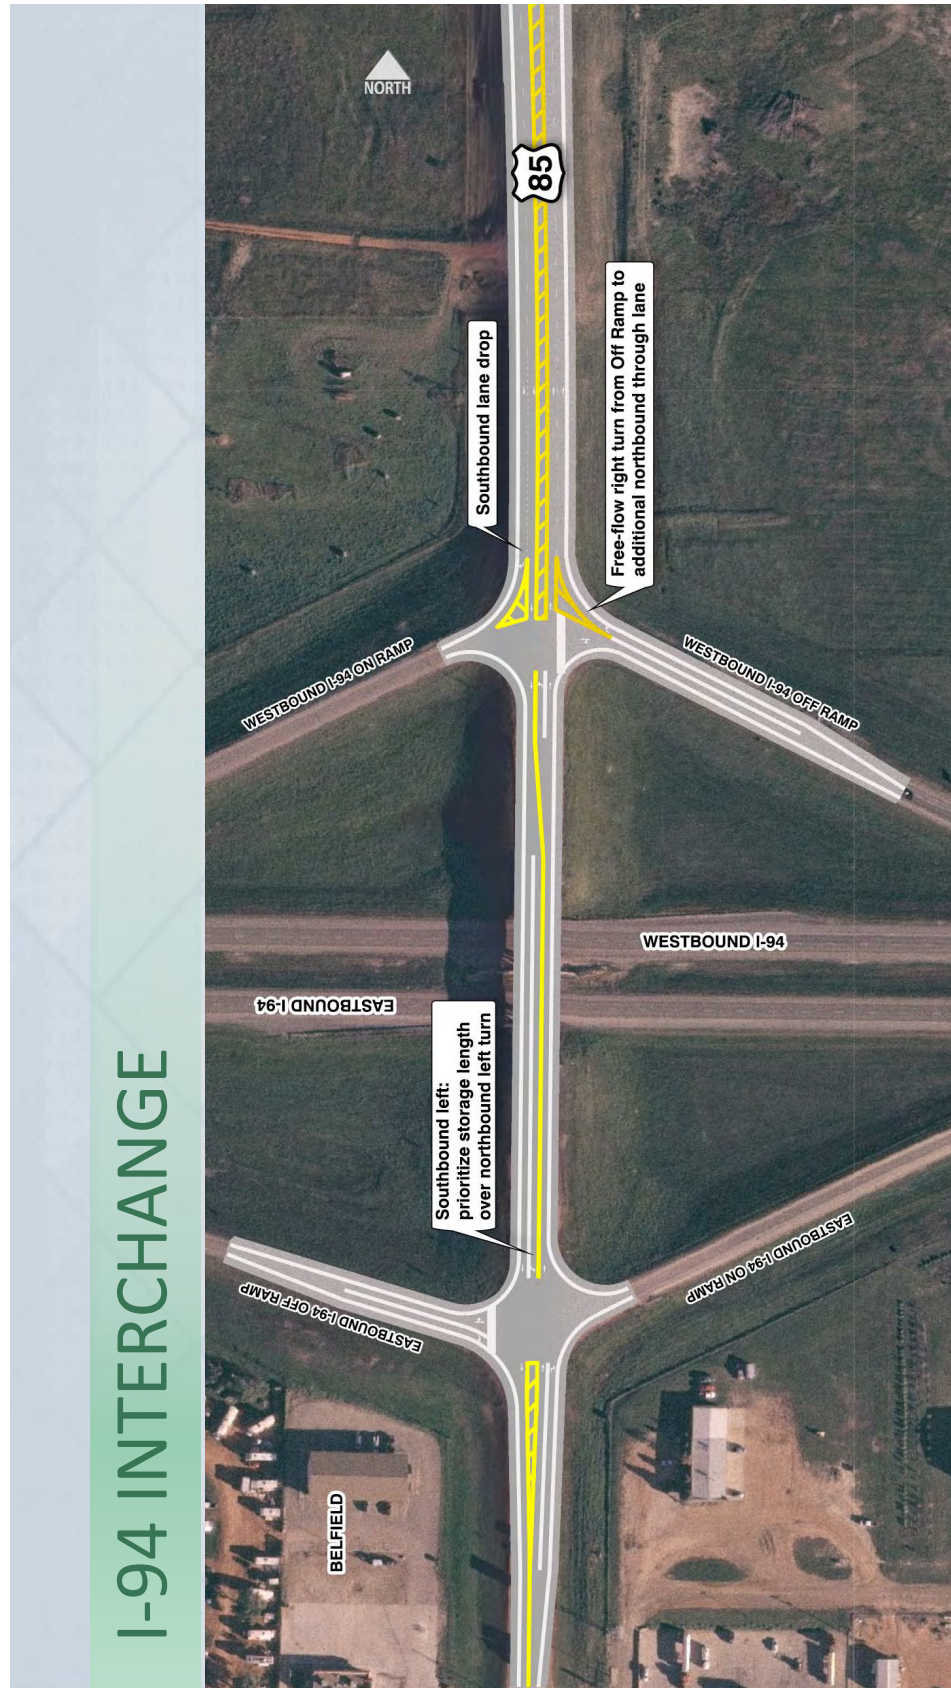 I-94 INTERCHANGE
NORTH
85
Southbound lane drop
Free-flow right turn from Off Ramp to
additional northbound through lane
WESTBOUND I-94 ON RAMP
WESTBOUND I-94 OFF RAMP
WESTBOUND I-94
EASTBOUND I-94
Southbound left:
prioritize storage length
over northbound left turn
EASTBOUND I-94 OFF RAMP
EASTBOUND I-94 ON RAMP
BELFIELD